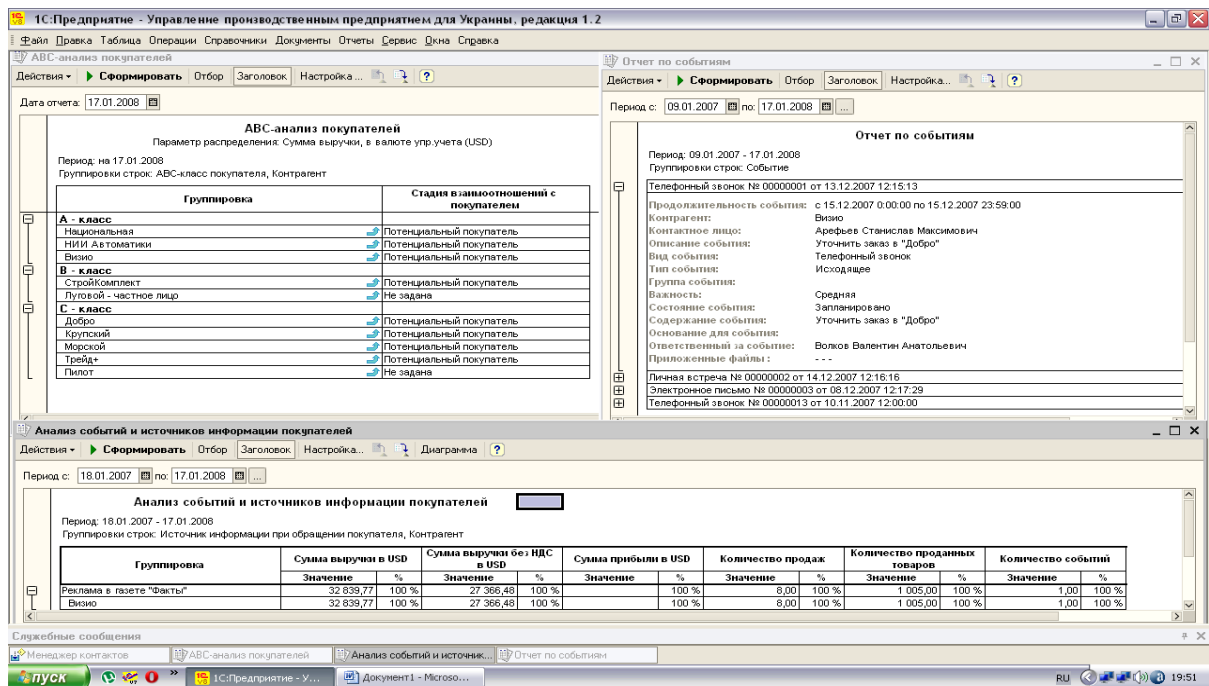 1С:Предприятие - Управление производственным предприятием для Украины, редакция 1.2
Файл Правка Таблица Операции Справочники Документы Отчеты Сервис Окна Справка
ABC-анализ покупателей
Действия Сформировать Отбор Заголовок Настройка...
Дата отчета: 17.01.2008
ABC-анализ покупателей
Параметр распределения: Сумма выручки, в валюте упр.учета (USD)
Период: на 17.01.2008
Группировки строк: ABC-класс покупателя, Контрагент
Группировка Стадия взаимоотношений с покупателем
A - класс
Национальная Потенциальный покупатель
НИИ Автоматики Потенциальный покупатель
Визио Потенциальный покупатель
B - класс
СтройКомплект Потенциальный покупатель
Луговой - частное лицо Не задана
C - класс
Добро Потенциальный покупатель
Крупский Потенциальный покупатель
Морской Потенциальный покупатель
Трейд+ Потенциальный покупатель
Пилот Не задана
Отчет по событиям
Действия Сформировать Отбор Заголовок Настройка...
Период с: 09.01.2007 по: 17.01.2008 ...
Отчет по событиям
Период: 09.01.2007 - 17.01.2008
Группировки строк: Событие
Телефонный звонок № 00000001 от 13.12.2007 12:15:13
Продолжительность события: с 15.12.2007 0:00:00 по 15.12.2007 23:59:00
Контрагент: Визио
Контактное лицо: Арефьев Станислав Максимович
Описание события: Уточнить заказ в "Добро"
Вид события: Телефонный звонок
Тип события: Исходящее
Группа события:
Важность: Средняя
Состояние события: Запланировано
Содержание события: Уточнить заказ в "Добро"
Основание для события:
Ответственный за событие: Волков Валентин Анатольевич
Приложенные файлы : - - -
Личная встреча № 00000002 от 14.12.2007 12:16:16
Электронное письмо № 00000003 от 08.12.2007 12:17:29
Телефонный звонок № 00000013 от 10.11.2007 12:00:00
Анализ событий и источников информации покупателей
Действия Сформировать Отбор Заголовок Настройка... Диаграмма
Период с: 18.01.2007 по: 17.01.2008 ...
Анализ событий и источников информации покупателей
Период: 18.01.2007 - 17.01.2008
Группировки строк: Источник информации при обращении покупателя, Контрагент
Группировка Сумма выручки в USD Сумма выручки без НДС в USD Сумма прибыли в USD Количество продаж Количество проданных товаров Количество событий
Значение % Значение % Значение % Значение % Значение % Значение %
Реклама в газете "Факты" 32 839,77 100 % 27 366,48 100 % 100 % 8,00 100 % 1 005,00 100 % 1,00 100 %
Визио 32 839,77 100 % 27 366,48 100 % 100 % 8,00 100 % 1 005,00 100 % 1,00 100 %
Служебные сообщения
Менеджер контактов ABC-анализ покупателей Анализ событий и источник... Отчет по событиям
пуск 1С:Предприятие - У... Документ1 - Microso... RU 19:51